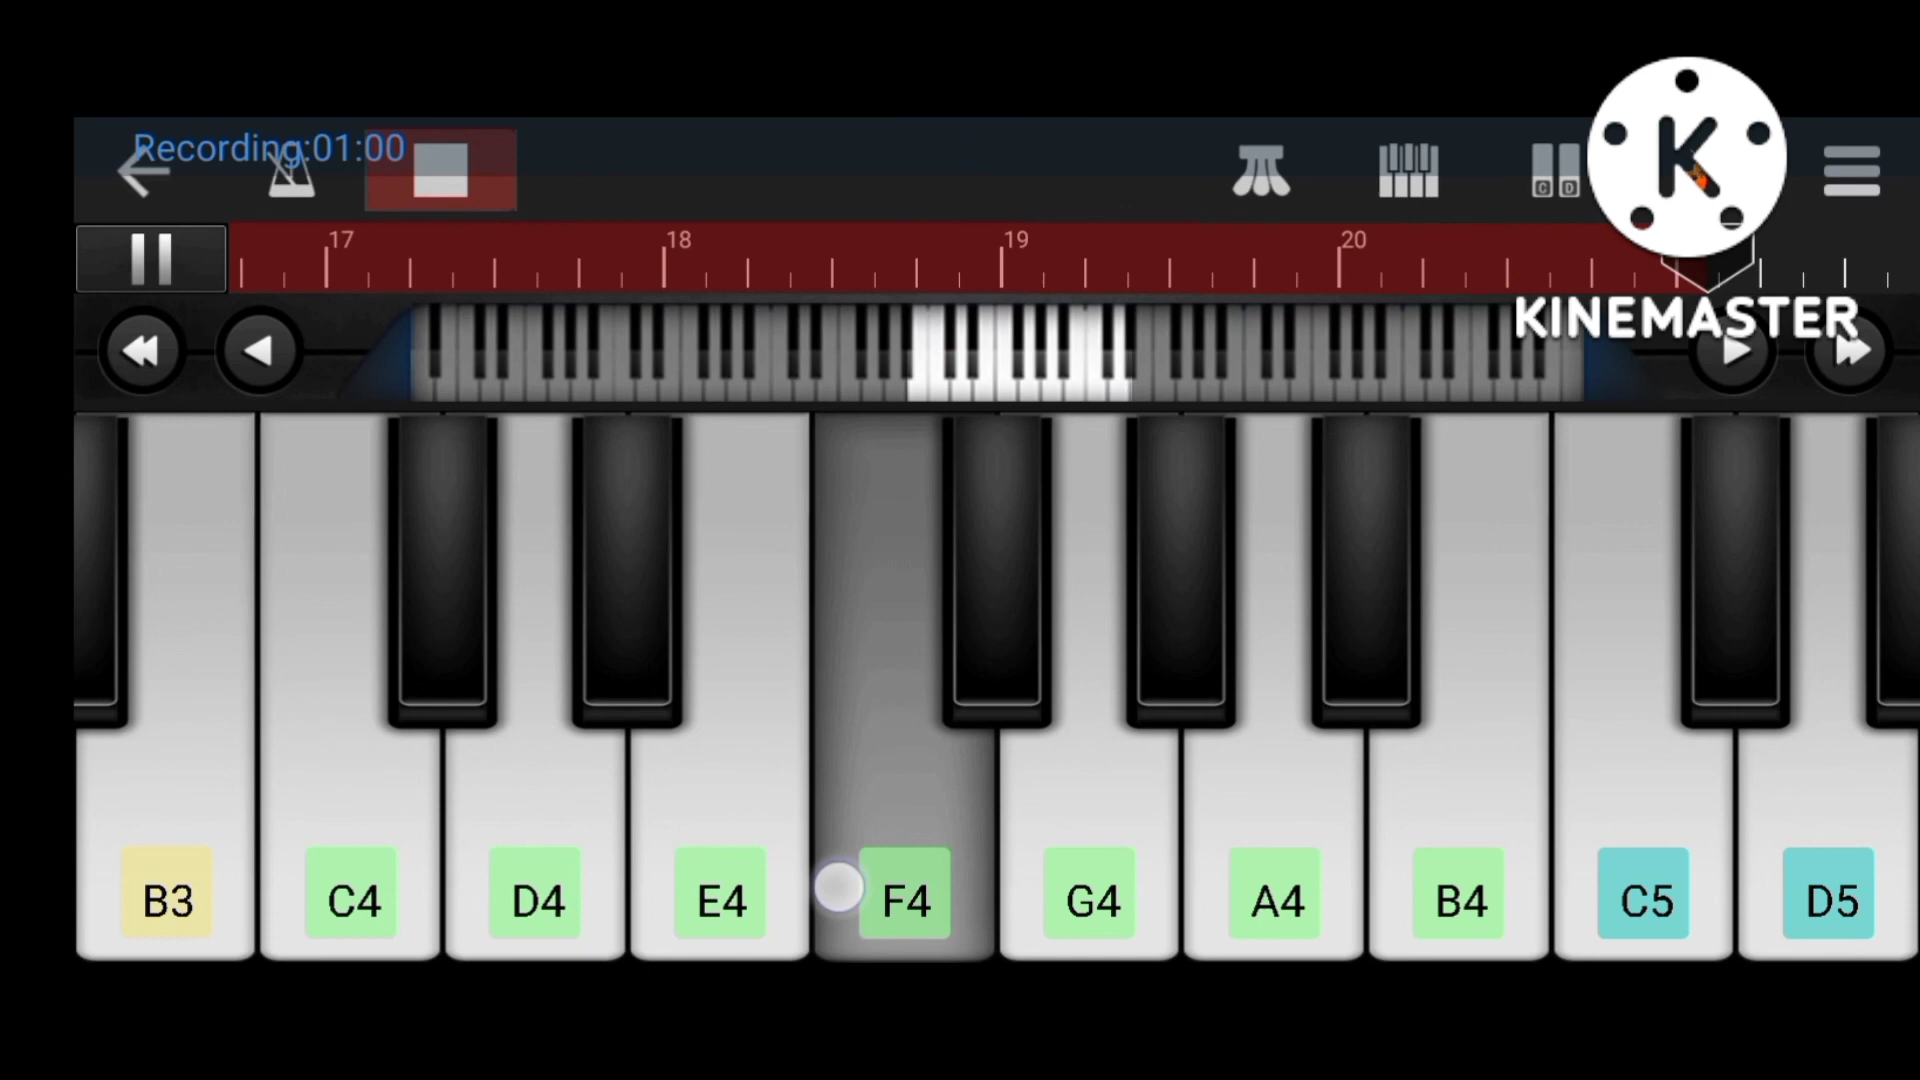 Recording:01:00
17 18 19 20
C D
K
KINEMASTER
B3 C4 D4 E4 F4 G4 A4 B4 C5 D5